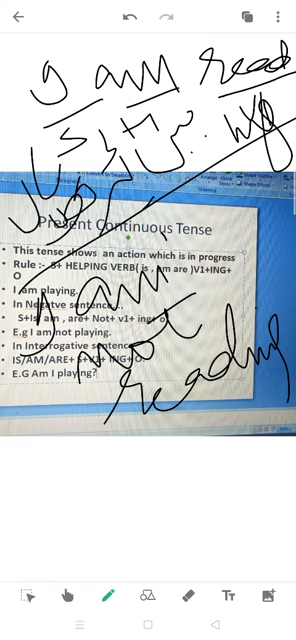 I am read
S
Present Continuous Tense
• This tense shows an action which is in progress
• Rule :- S+ HELPING VERB( is , am are )V1+ING+
O
• I am playing.
• In Negatve sentence...
S+Is/ am , are+ Not+ v1+ ing+ o
• E.g I am not playing.
• In Interrogative sentence
• IS/AM/ARE+ S+V1+ ING+ O.
• E.G Am I playing?
I am
not
reading
Tт